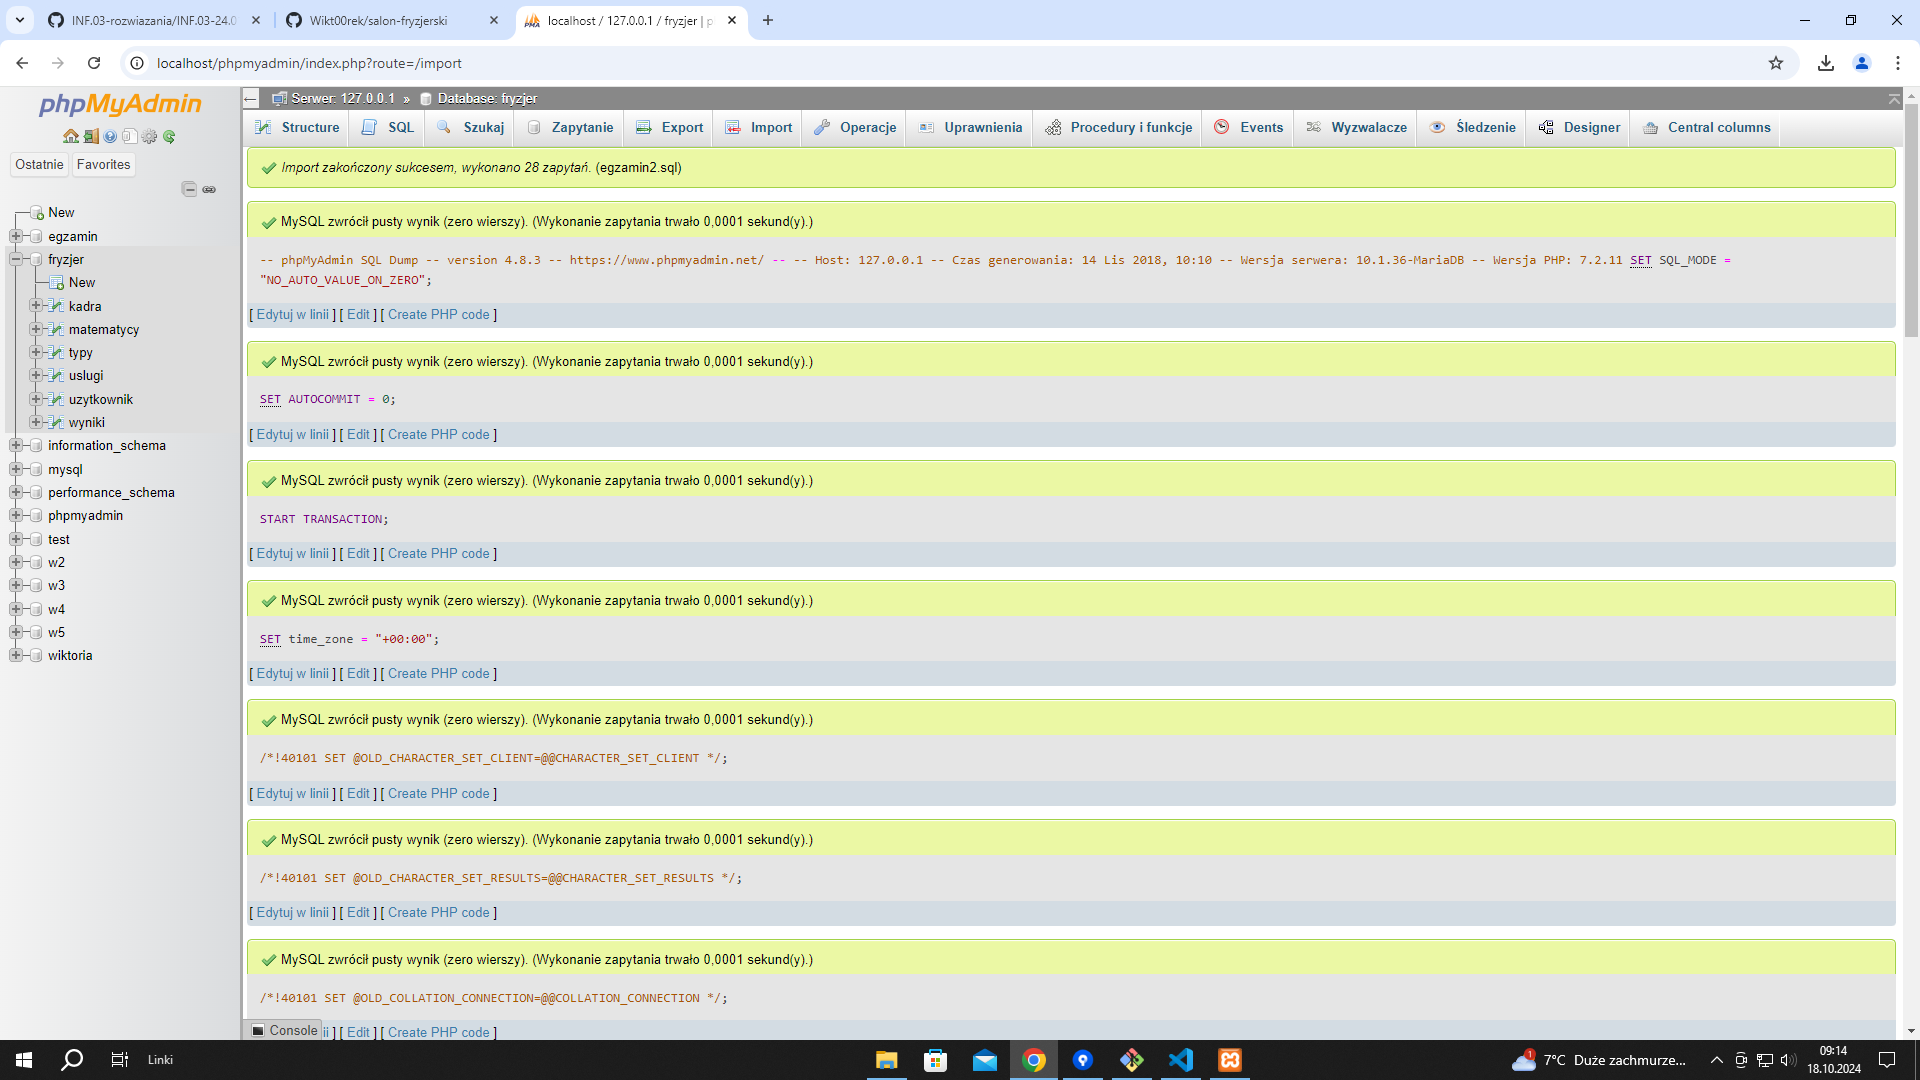 INF.03-rozwiazania/INF.03-24.0
Wikt00rek/salon-fryzjerski
localhost / 127.0.0.1 / fryzjer | p
localhost/phpmyadmin/index.php?route=/import
phpMyAdmin
Ostatnie Favorites
New
egzamin
fryzjer
New
kadra
matematycy
typy
uslugi
uzytkownik
wyniki
information_schema
mysql
performance_schema
phpmyadmin
test
w2
w3
w4
w5
wiktoria
Serwer: 127.0.0.1 » Database: fryzjer
Structure SQL Szukaj Zapytanie Export Import Operacje Uprawnienia Procedury i funkcje Events Wyzwalacze Śledzenie Designer Central columns
Import zakończony sukcesem, wykonano 28 zapytań. (egzamin2.sql)
MySQL zwrócił pusty wynik (zero wierszy). (Wykonanie zapytania trwało 0,0001 sekund(y).)
-- phpMyAdmin SQL Dump -- version 4.8.3 -- https://www.phpmyadmin.net/ -- -- Host: 127.0.0.1 -- Czas generowania: 14 Lis 2018, 10:10 -- Wersja serwera: 10.1.36-MariaDB -- Wersja PHP: 7.2.11 SET SQL_MODE =
"NO_AUTO_VALUE_ON_ZERO";
[ Edytuj w linii ] [ Edit ] [ Create PHP code ]
MySQL zwrócił pusty wynik (zero wierszy). (Wykonanie zapytania trwało 0,0001 sekund(y).)
SET AUTOCOMMIT = 0;
[ Edytuj w linii ] [ Edit ] [ Create PHP code ]
MySQL zwrócił pusty wynik (zero wierszy). (Wykonanie zapytania trwało 0,0001 sekund(y).)
START TRANSACTION;
[ Edytuj w linii ] [ Edit ] [ Create PHP code ]
MySQL zwrócił pusty wynik (zero wierszy). (Wykonanie zapytania trwało 0,0001 sekund(y).)
SET time_zone = "+00:00";
[ Edytuj w linii ] [ Edit ] [ Create PHP code ]
MySQL zwrócił pusty wynik (zero wierszy). (Wykonanie zapytania trwało 0,0001 sekund(y).)
/*!40101 SET @OLD_CHARACTER_SET_CLIENT=@@CHARACTER_SET_CLIENT */;
[ Edytuj w linii ] [ Edit ] [ Create PHP code ]
MySQL zwrócił pusty wynik (zero wierszy). (Wykonanie zapytania trwało 0,0001 sekund(y).)
/*!40101 SET @OLD_CHARACTER_SET_RESULTS=@@CHARACTER_SET_RESULTS */;
[ Edytuj w linii ] [ Edit ] [ Create PHP code ]
MySQL zwrócił pusty wynik (zero wierszy). (Wykonanie zapytania trwało 0,0001 sekund(y).)
/*!40101 SET @OLD_COLLATION_CONNECTION=@@COLLATION_CONNECTION */;
Console ii ] [ Edit ] [ Create PHP code ]
Linki
1
7°C Duże zachmurze...
09:14
18.10.2024